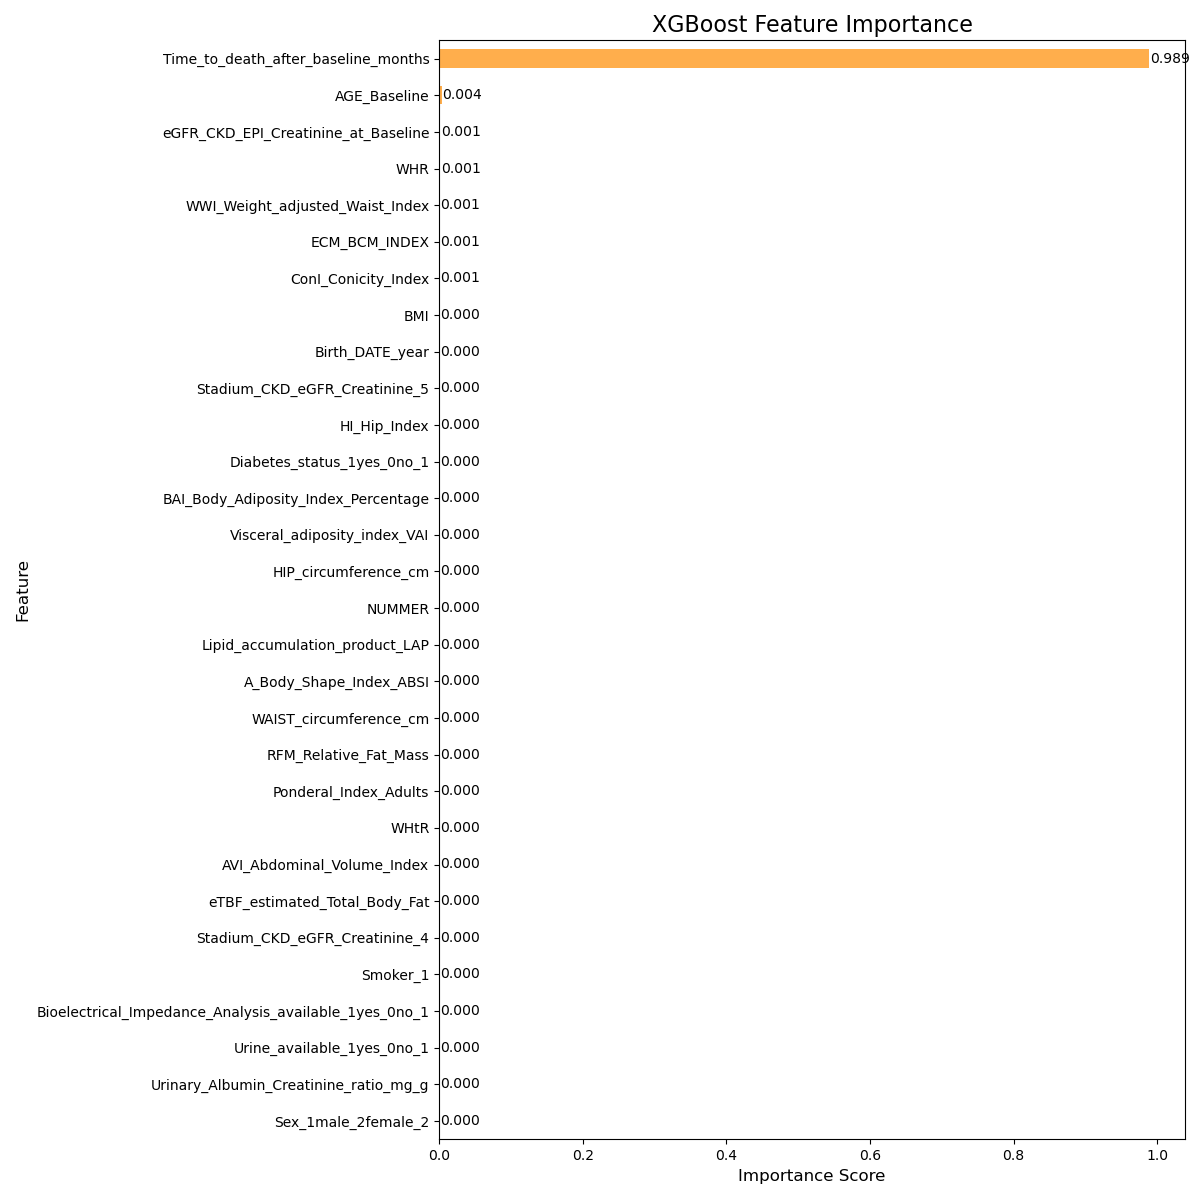 XGBoost Feature Importance
Time_to_death_after_baseline_months 0.989
AGE_Baseline 0.004
eGFR_CKD_EPI_Creatinine_at_Baseline 0.001
WHR 0.001
WWI_Weight_adjusted_Waist_Index 0.001
ECM_BCM_INDEX 0.001
ConI_Conicity_Index 0.001
BMI 0.000
Birth_DATE_year 0.000
Stadium_CKD_eGFR_Creatinine_5 0.000
HI_Hip_Index 0.000
Diabetes_status_1yes_0no_1 0.000
BAI_Body_Adiposity_Index_Percentage 0.000
Visceral_adiposity_index_VAI 0.000
HIP_circumference_cm 0.000
NUMMER 0.000
Lipid_accumulation_product_LAP 0.000
A_Body_Shape_Index_ABSI 0.000
WAIST_circumference_cm 0.000
RFM_Relative_Fat_Mass 0.000
Ponderal_Index_Adults 0.000
WHtR 0.000
AVI_Abdominal_Volume_Index 0.000
eTBF_estimated_Total_Body_Fat 0.000
Stadium_CKD_eGFR_Creatinine_4 0.000
Smoker_1 0.000
Bioelectrical_Impedance_Analysis_available_1yes_0no_1 0.000
Urine_available_1yes_0no_1 0.000
Urinary_Albumin_Creatinine_ratio_mg_g 0.000
Sex_1male_2female_2 0.000
Feature
0.0 0.2 0.4 0.6 0.8 1.0
Importance Score